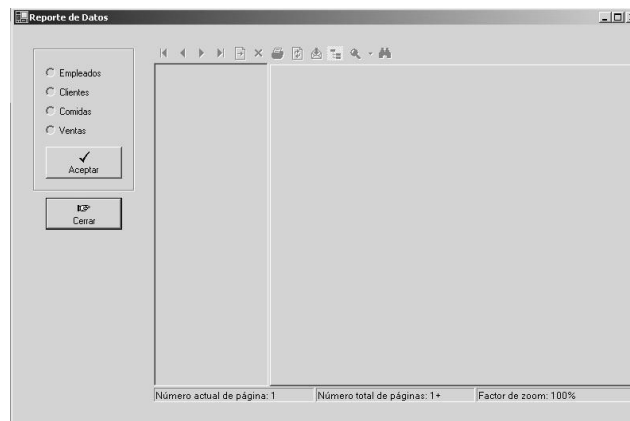 Reporte de Datos
Empleados
Clientes
Comidas
Ventas
Aceptar
Cerrar
Número actual de página: 1
Número total de páginas: 1+
Factor de zoom: 100%